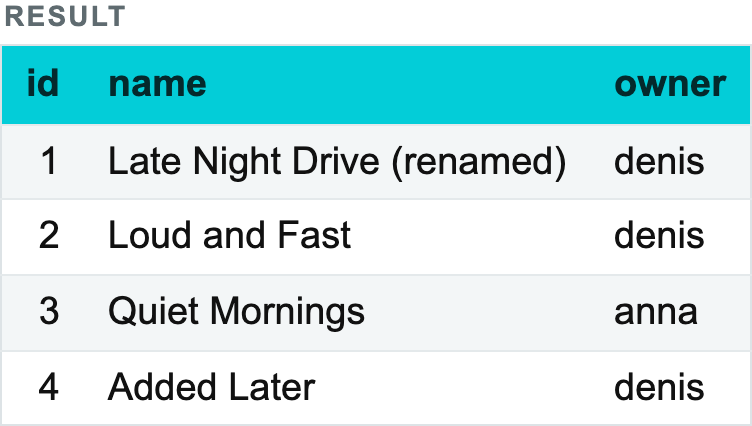 RESULT
id name owner
1 Late Night Drive (renamed) denis
2 Loud and Fast denis
3 Quiet Mornings anna
4 Added Later denis